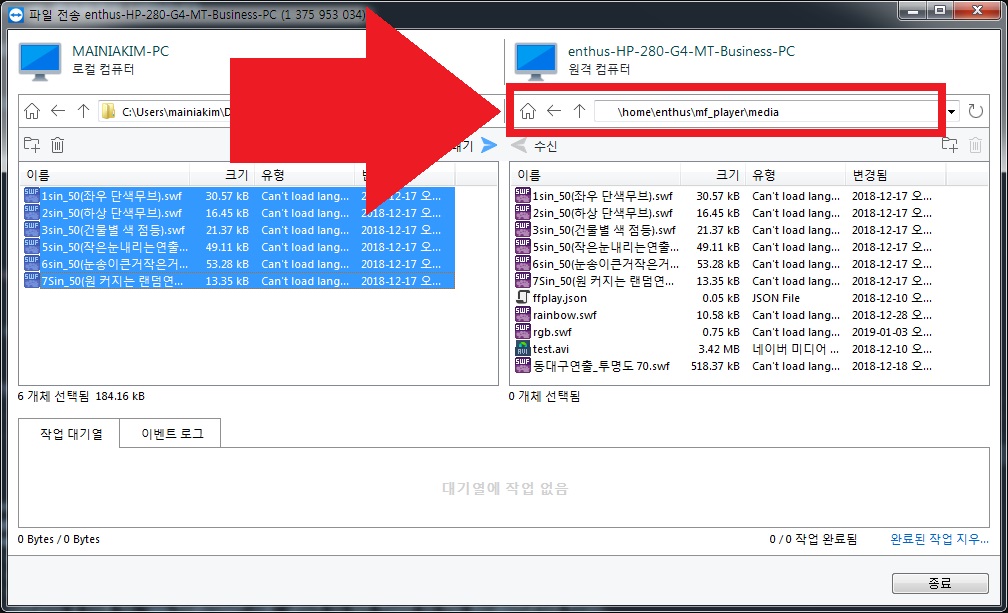 파일 전송 enthus-HP-280-G4-MT-Business-PC (1 375 953 034)
MAINIAKIM-PC
로컬 컴퓨터
enthus-HP-280-G4-MT-Business-PC
원격 컴퓨터
C:\Users\mainiakim\D
\home\enthus\mf_player\media
수신
이름 크기 유형
1sin_50(좌우 단색무브).swf 30.57 kB Can't load lang... 2018-12-17 오...
2sin_50(하상 단색무브).swf 16.45 kB Can't load lang... 2018-12-17 오...
3sin_50(건물별 색 점등).swf 21.37 kB Can't load lang... 2018-12-17 오...
5sin_50(작은눈내리는연출... 49.11 kB Can't load lang... 2018-12-17 오...
6sin_50(눈송이큰거작은거... 53.28 kB Can't load lang... 2018-12-17 오...
7Sin_50(원 커지는 랜덤연... 13.35 kB Can't load lang... 2018-12-17 오...
6 개체 선택됨 184.16 kB
이름 크기 유형 변경됨
1sin_50(좌우 단색무브).swf 30.57 kB Can't load lang... 2018-12-17 오...
2sin_50(하상 단색무브).swf 16.45 kB Can't load lang... 2018-12-17 오...
3sin_50(건물별 색 점등).swf 21.37 kB Can't load lang... 2018-12-17 오...
5sin_50(작은눈내리는연출... 49.11 kB Can't load lang... 2018-12-17 오...
6sin_50(눈송이큰거작은거... 53.28 kB Can't load lang... 2018-12-17 오...
7Sin_50(원 커지는 랜덤연... 13.35 kB Can't load lang... 2018-12-17 오...
ffplay.json 0.05 kB JSON File 2018-12-10 오...
rainbow.swf 10.58 kB Can't load lang... 2018-12-28 오...
rgb.swf 0.75 kB Can't load lang... 2019-01-03 오...
test.avi 3.42 MB 네이버 미디어 ... 2018-12-10 오...
동대구연출_투명도 70.swf 518.37 kB Can't load lang... 2018-12-18 오...
0 개체 선택됨
작업 대기열 이벤트 로그
대기열에 작업 없음
0 Bytes / 0 Bytes
0 / 0 작업 완료됨 완료된 작업 지우...
종료